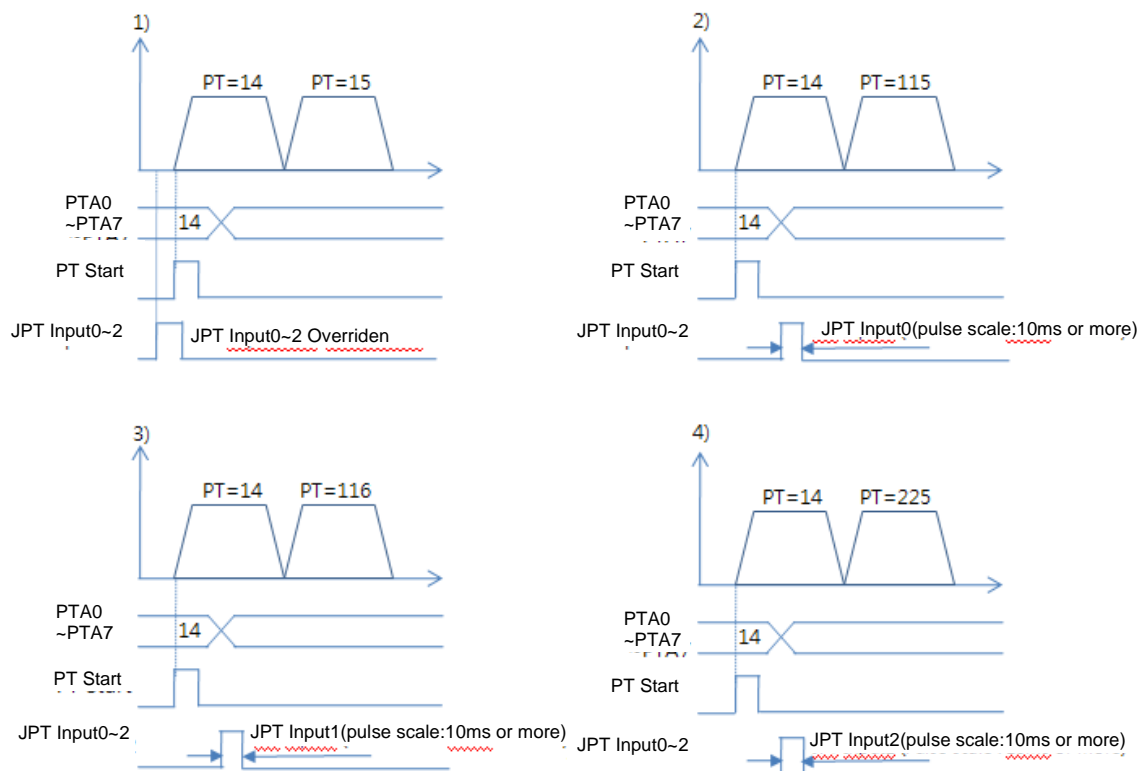 1)
PT=14 PT=15
PTA0
~PTA7
14
PT Start
JPT Input0~2
JPT Input0~2 Overriden
2)
PT=14 PT=115
PTA0
~PTA7
14
PT Start
JPT Input0~2
JPT Input0(pulse scale:10ms or more)
3)
PT=14 PT=116
PTA0
~PTA7
14
PT Start
JPT Input0~2
JPT Input1(pulse scale:10ms or more)
4)
PT=14 PT=225
PTA0
~PTA7
14
PT Start
JPT Input0~2
JPT Input2(pulse scale:10ms or more)